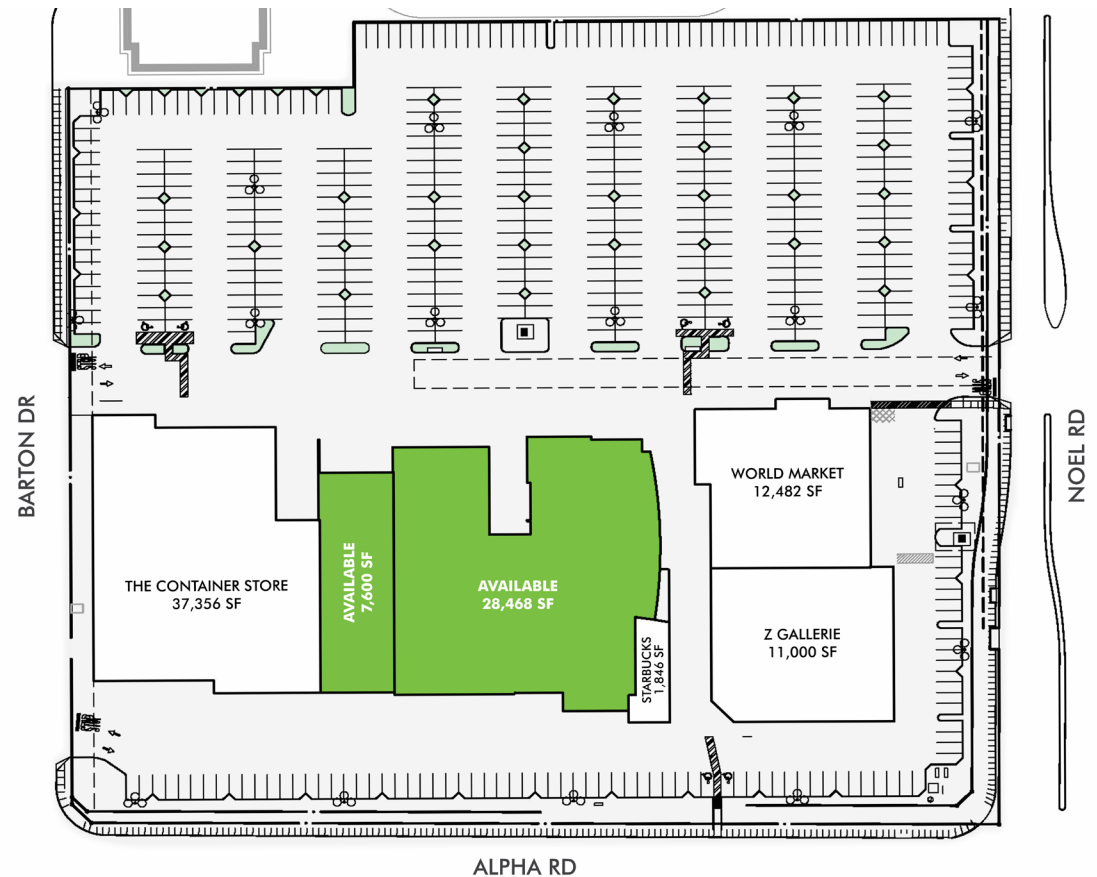 BARTON DR
NOEL RD
WORLD MARKET
12,482 SF
THE CONTAINER STORE
37,356 SF
AVAILABLE
7,600 SF
AVAILABLE
28,468 SF
STARBUCKS
1,846 SF
Z GALLERIE
11,000 SF
ALPHA RD